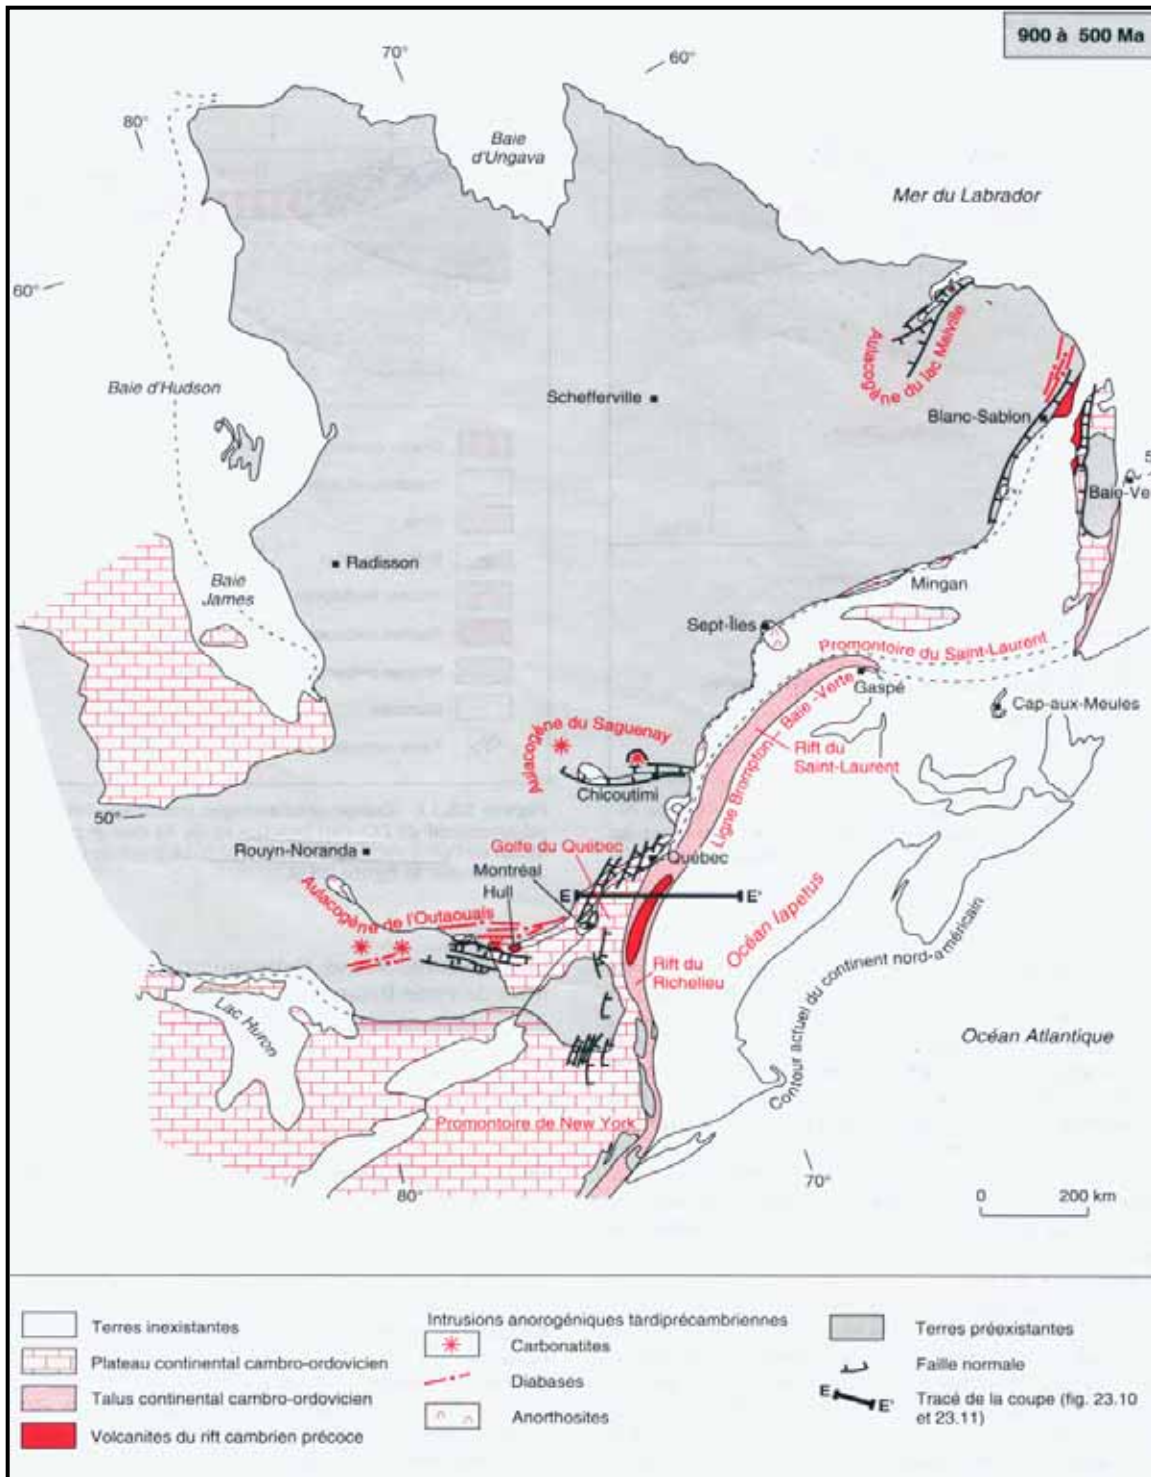 900 à 500 Ma
70°
60°
80°
Baie
d'Ungava
Mer du Labrador
60°
Aulacogène du lac Melville
Baie d'Hudson
Schefferville
Blanc-Sablon
5
Baie-Ve
Radisson
Baie
James
Mingan
Sept-Îles
Promontoire du Saint-Laurent
Gaspé
Cap-aux-Meules
Aulacogène du Saguenay
Ligne Brompton - Baie -Verte
Rift du
Saint-Laurent
Chicoutimi
50°
Rouyn-Noranda
Golfe du Québec
Québec
Montréal
Hull
E
E'
Aulacogène de l'Outaouais
Océan Iapetus
Rift du
Richelieu
Contour actuel du continent nord-américain
Lac Huron
Océan Atlantique
Promontoire de New York
80°
70°
0 200 km
Terres inexistantes
Plateau continental cambro-ordovicien
Talus continental cambro-ordovicien
Volcanites du rift cambrien précoce
Intrusions anorogéniques tardiprécambriennes
Carbonatites
Diabases
Anorthosites
Terres préexistantes
Faille normale
E E' Tracé de la coupe (fig. 23.10
et 23.11)